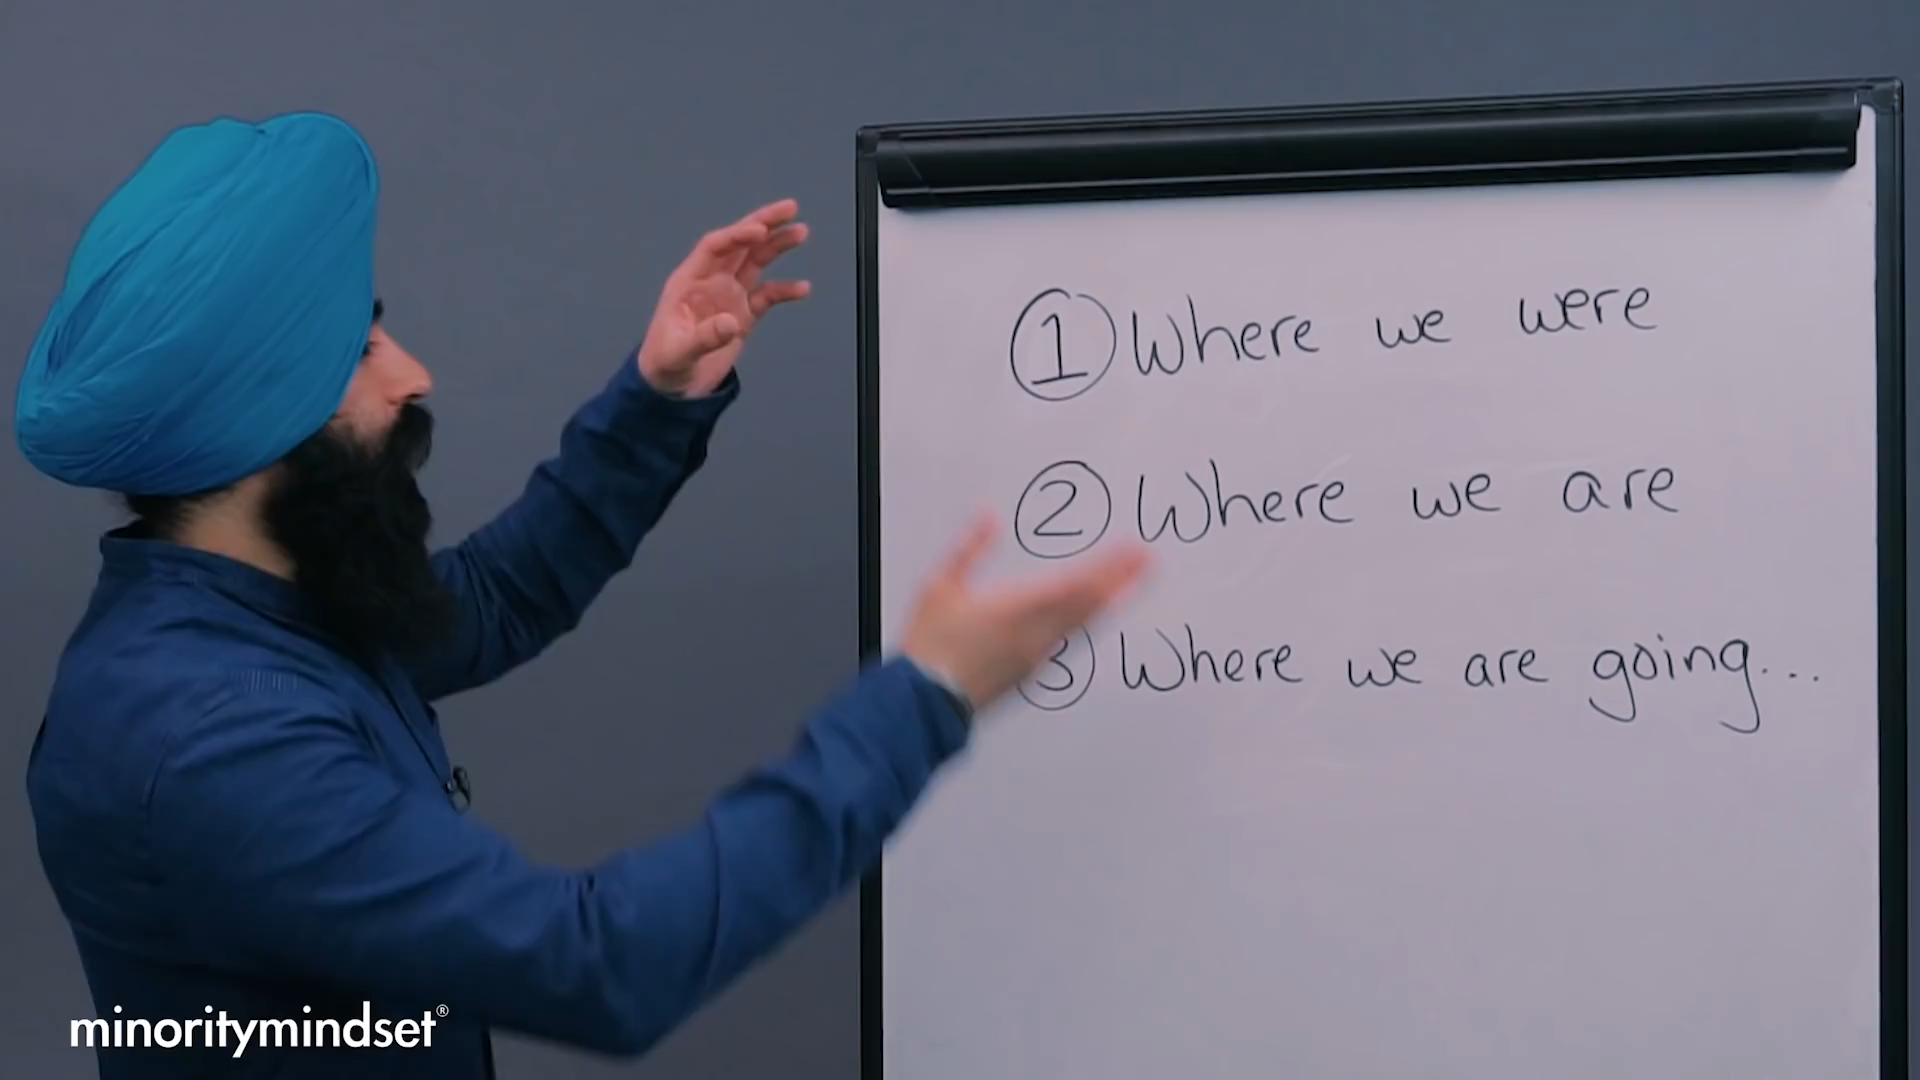 ① Where we were
② Where we are
③ Where we are going...
minoritymindset®